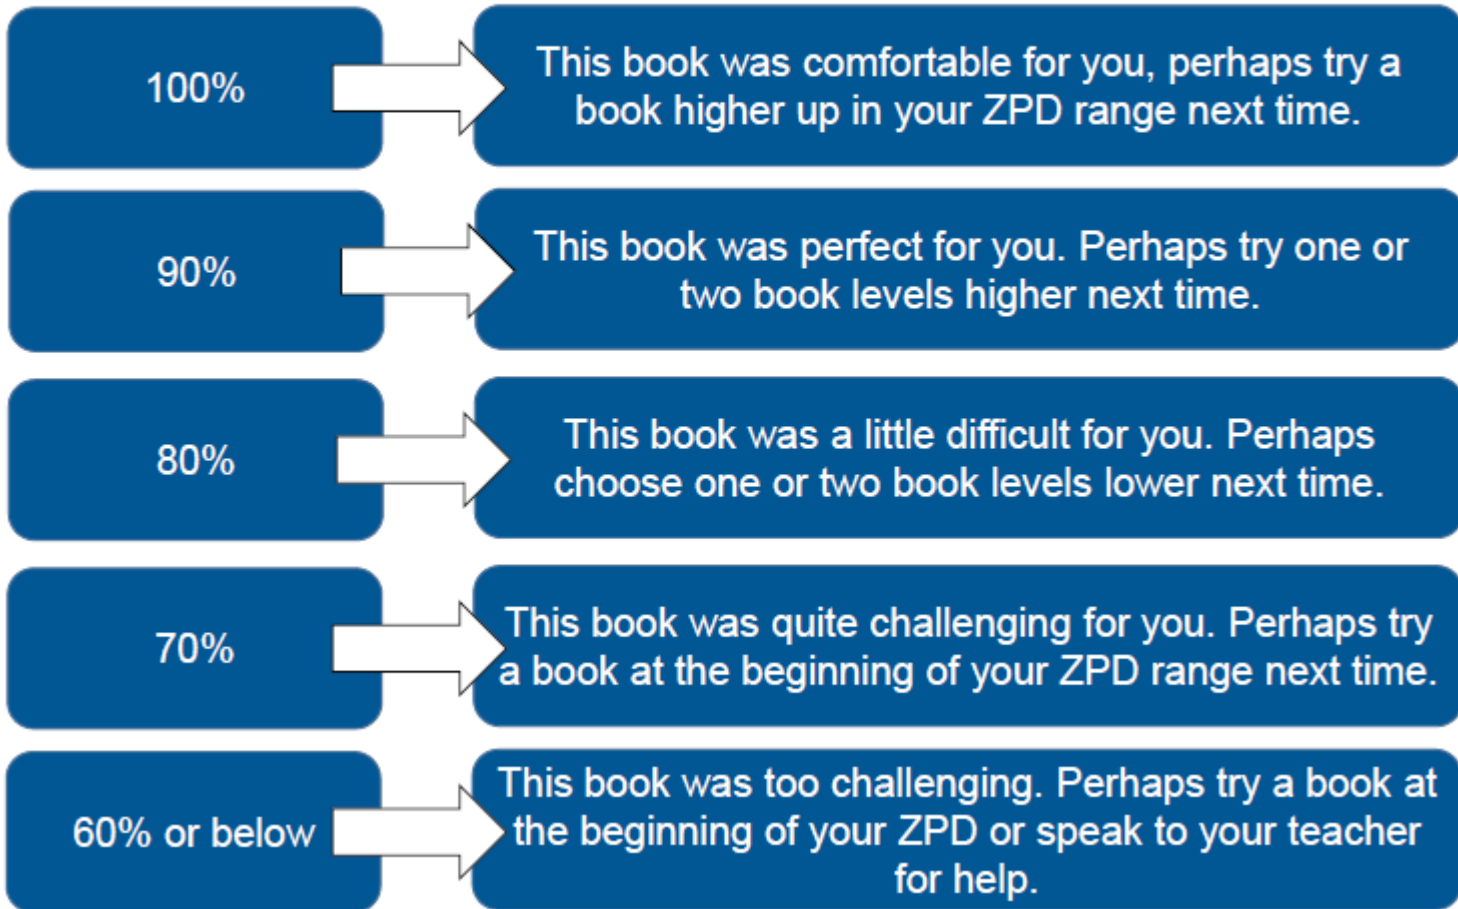 100%
This book was comfortable for you, perhaps try a
book higher up in your ZPD range next time.
90%
This book was perfect for you. Perhaps try one or
two book levels higher next time.
80%
This book was a little difficult for you. Perhaps
choose one or two book levels lower next time.
70%
This book was quite challenging for you. Perhaps try
a book at the beginning of your ZPD range next time.
60% or below
This book was too challenging. Perhaps try a book at
the beginning of your ZPD or speak to your teacher
for help.